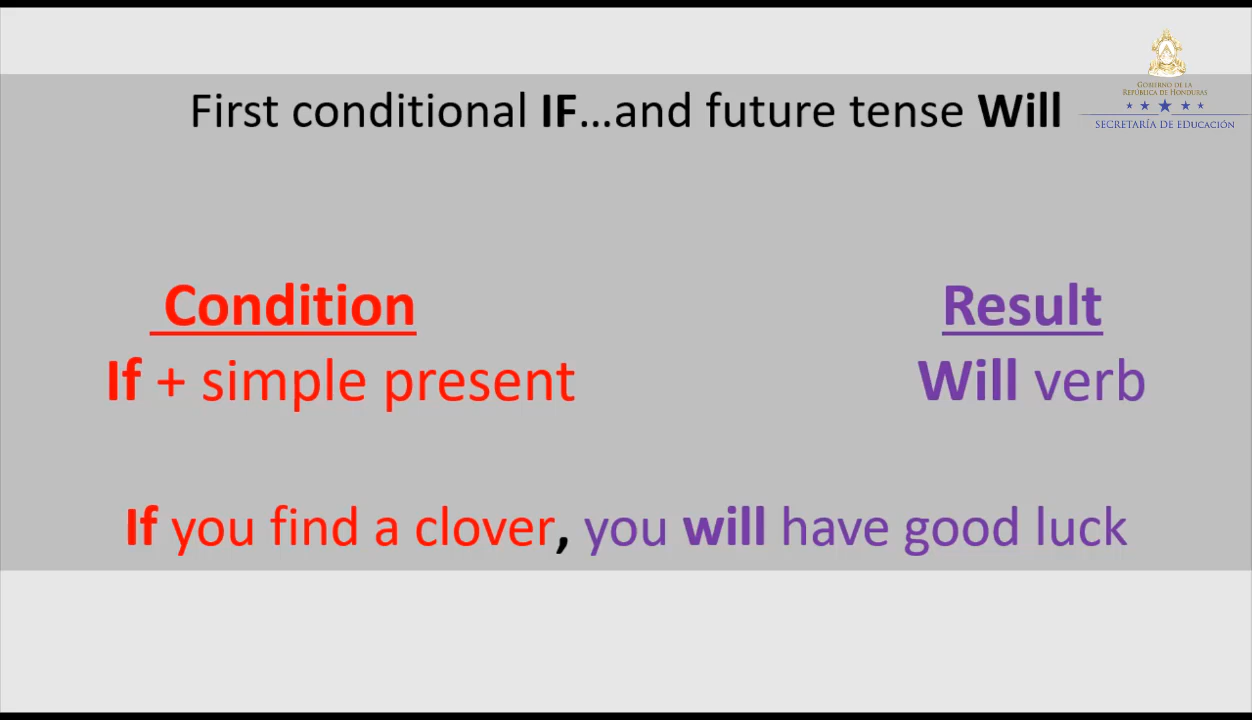 First conditional IF...and future tense Will
GOBIERNO DE LA
REPÚBLICA DE HONDURAS
SECRETARÍA DE EDUCACIÓN
Condition
Result
If + simple present
Will verb
If you find a clover, you will have good luck